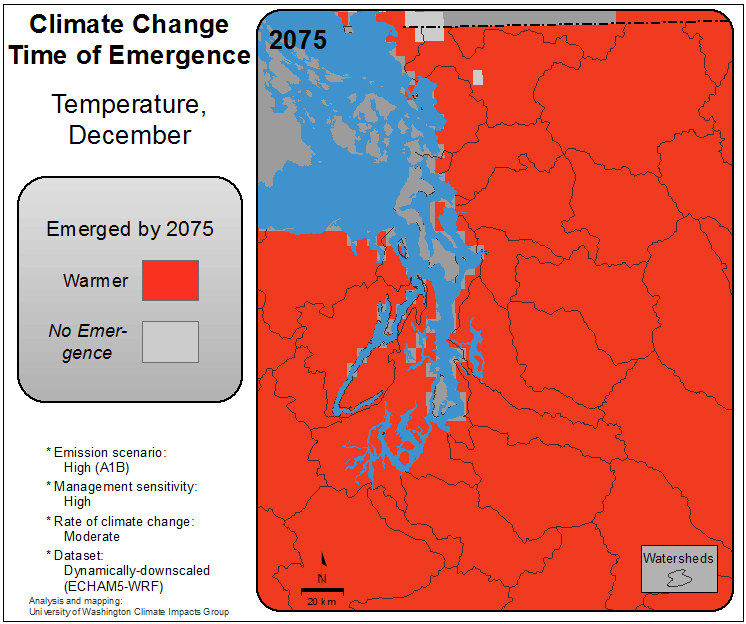 Climate Change
Time of Emergence
Temperature,
December
Emerged by 2075
Warmer
No Emer-
gence
* Emission scenario:
High (A1B)
* Management sensitivity:
High
* Rate of climate change:
Moderate
* Dataset:
Dynamically-downscaled
(ECHAM5-WRF)
Analysis and mapping:
University of Washington Climate Impacts Group
2075
N
20 km
Watersheds